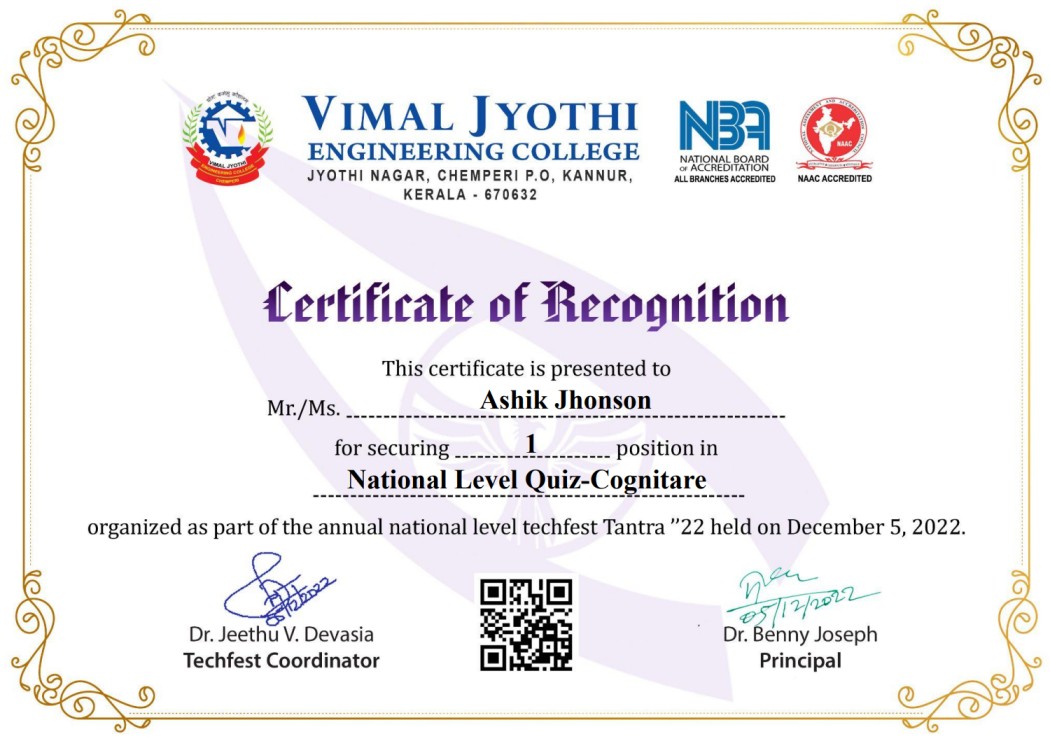 VIMAL JYOTHI
ENGINEERING COLLEGE
CHEMPERI
VIMAL JYOTHI
ENGINEERING COLLEGE
JYOTHI NAGAR, CHEMPERI P.O, KANNUR,
KERALA - 670632
NBA
NATIONAL BOARD
OF ACCREDITATION
ALL BRANCHES ACCREDITED
NAAC
NAAC ACCREDITED
Certificate of Recognition
This certificate is presented to
Mr./Ms. Ashik Jhonson
for securing 1 position in
National Level Quiz-Cognitare
organized as part of the annual national level techfest Tantra ’’22 held on December 5, 2022.
05/12/2022
05/12/2022
Dr. Jeethu V. Devasia
Techfest Coordinator
Dr. Benny Joseph
Principal